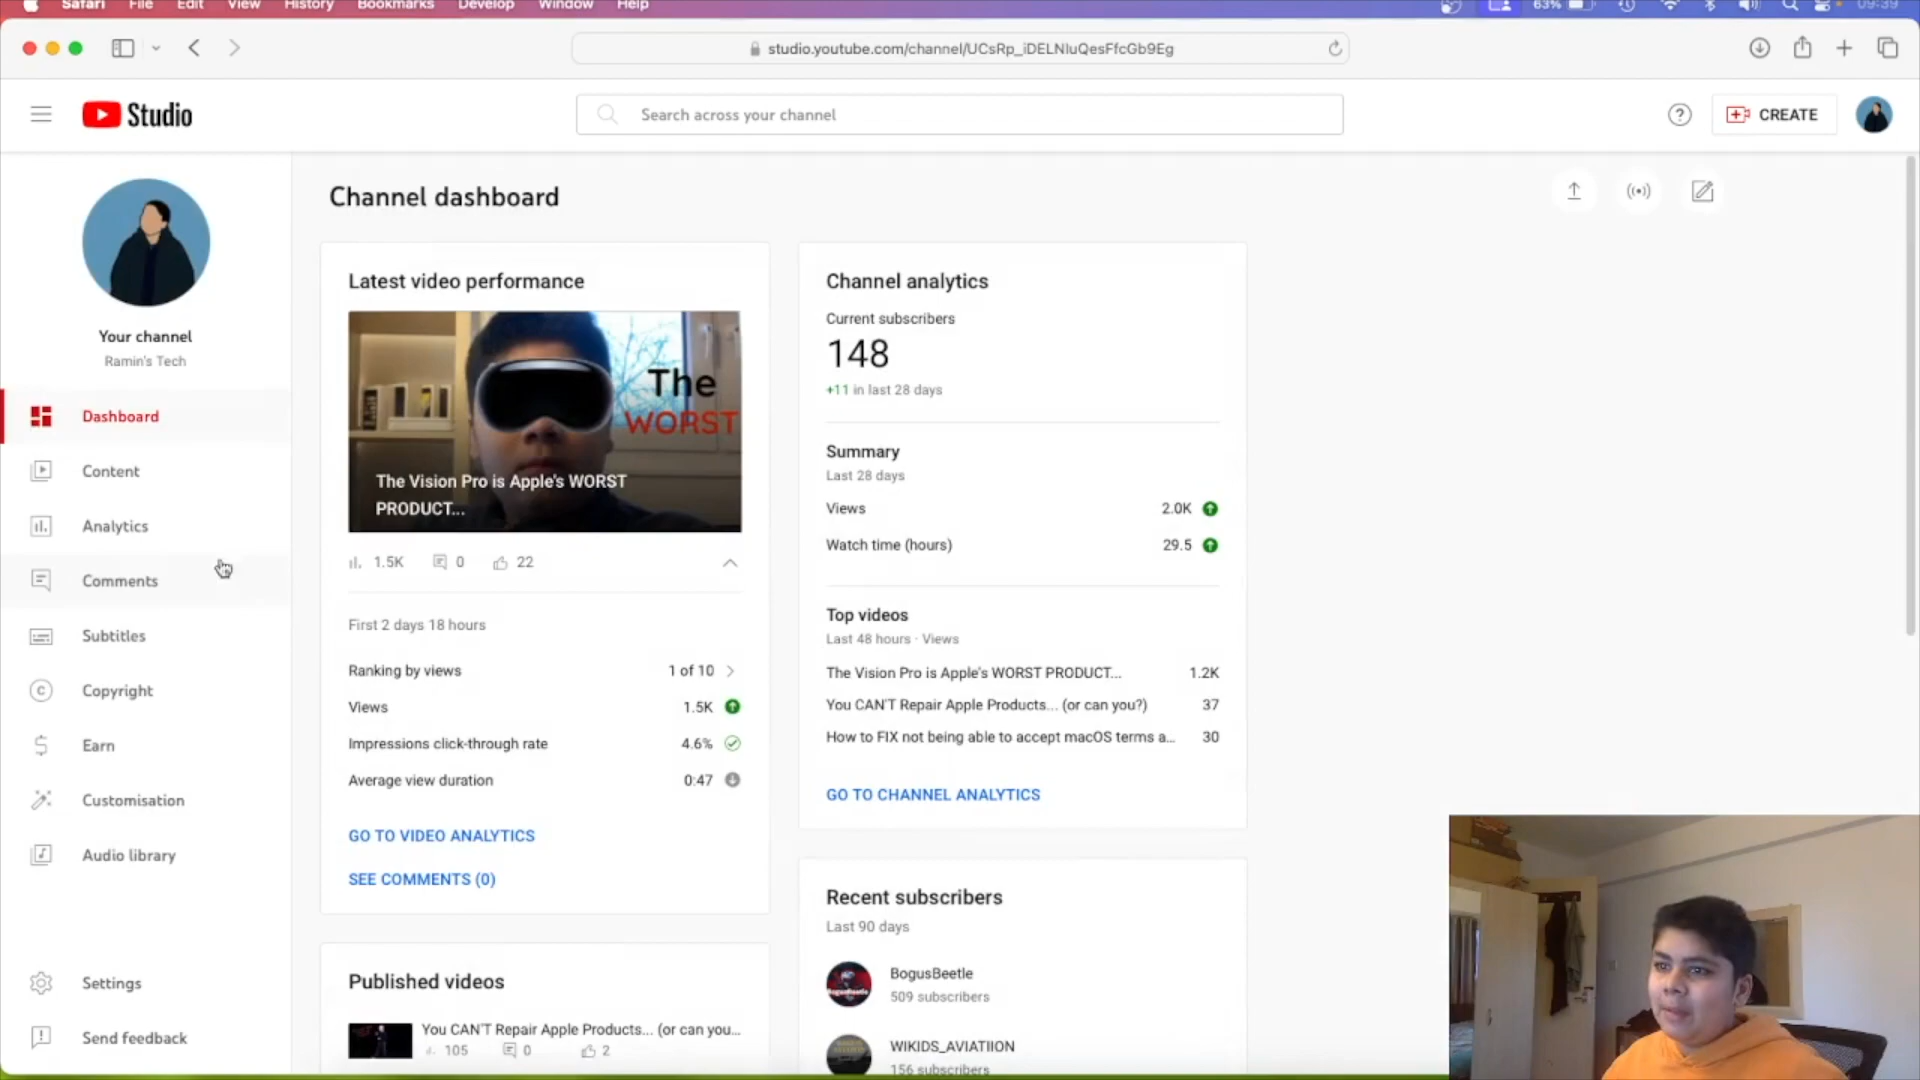 Safari File Edit View History Bookmarks Develop Window Help 63% 09:39
studio.youtube.com/channel/UCsRp_iDELNluQesFfcGb9Eg
Studio
Search across your channel
CREATE
Your channel
Ramin's Tech
Dashboard
Content
Analytics
Comments
Subtitles
Copyright
Earn
Customisation
Audio library
Settings
Send feedback
Channel dashboard
Latest video performance
The
WORST
The Vision Pro is Apple's WORST
PRODUCT...
1.5K 0 22
First 2 days 18 hours
Ranking by views 1 of 10
Views 1.5K
Impressions click-through rate 4.6%
Average view duration 0:47
GO TO VIDEO ANALYTICS
SEE COMMENTS (0)
Published videos
You CAN'T Repair Apple Products... (or can you...
105 0 2
Channel analytics
Current subscribers
148
+11 in last 28 days
Summary
Last 28 days
Views 2.0K
Watch time (hours) 29.5
Top videos
Last 48 hours · Views
The Vision Pro is Apple's WORST PRODUCT... 1.2K
You CAN'T Repair Apple Products... (or can you?) 37
How to FIX not being able to accept macOS terms a... 30
GO TO CHANNEL ANALYTICS
Recent subscribers
Last 90 days
BogusBeetle
509 subscribers
WIKIDS_AVIATIION
156 subscribers